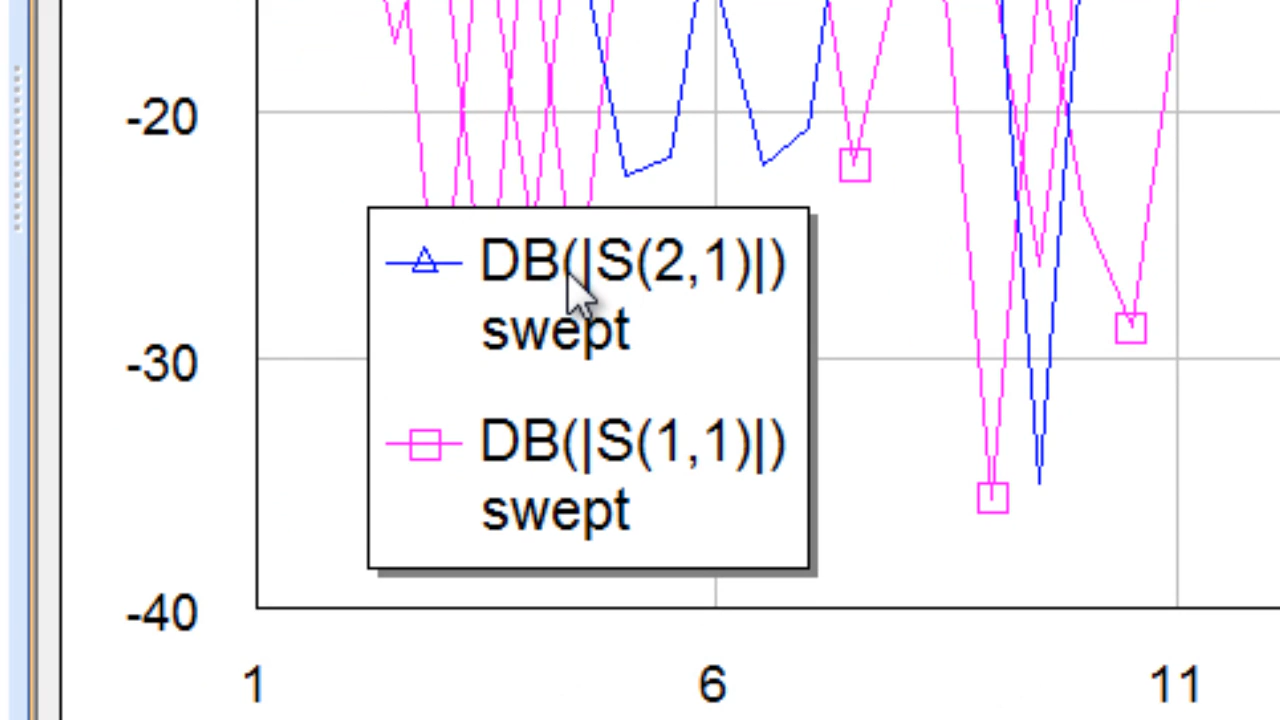 -20
DB(|S(2,1)|)
swept
-30
DB(|S(1,1)|)
swept
-40
1 6 11